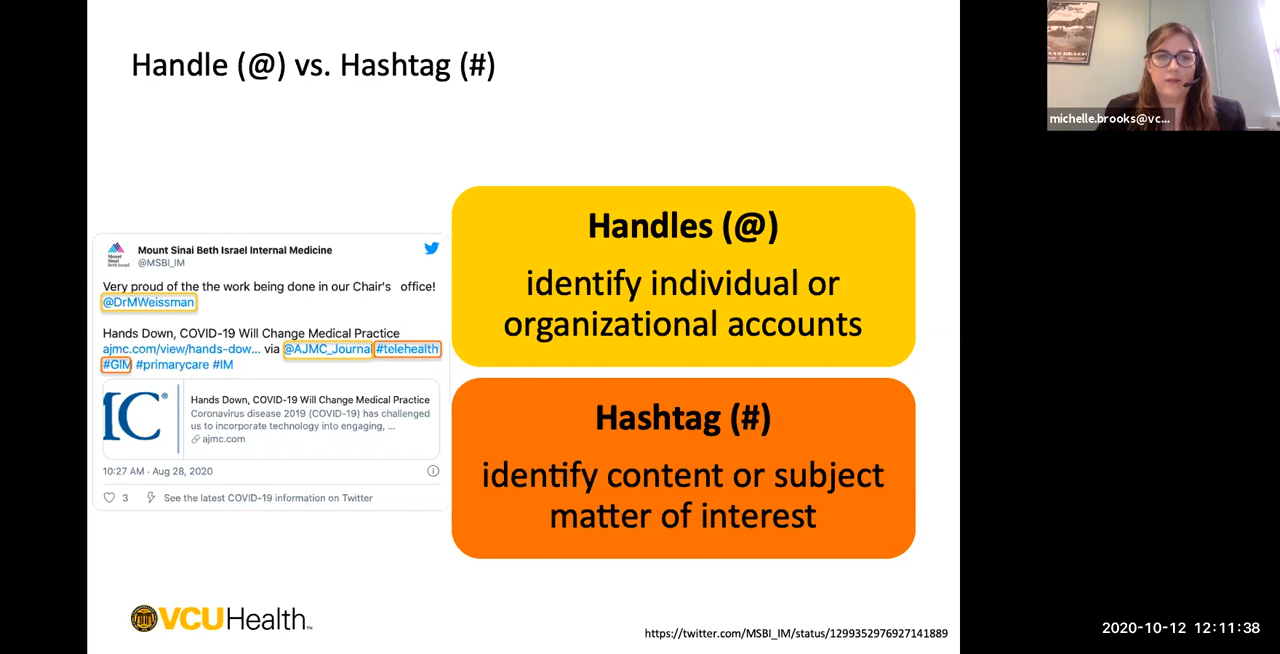 Handle (@) vs. Hashtag (#)
Mount Sinai Beth Israel Internal Medicine
@MSBI_IM
Very proud of the the work being done in our Chair's office!
@DrMWeissman
Hands Down, COVID-19 Will Change Medical Practice
ajmc.com/view/hands-dow... via @AJMC_Journal #telehealth
#GIM #primarycare #IM
IC®
Hands Down, COVID-19 Will Change Medical Practice
Coronavirus disease 2019 (COVID-19) has challenged
us to incorporate technology into engaging, ...
ajmc.com
10:27 AM · Aug 28, 2020
3 See the latest COVID-19 information on Twitter
Handles (@)
identify individual or
organizational accounts
Hashtag (#)
identify content or subject
matter of interest
VCUHealth™
https://twitter.com/MSBI_IM/status/1299352976927141889
michelle.brooks@vc...
2020-10-12 12:11:38